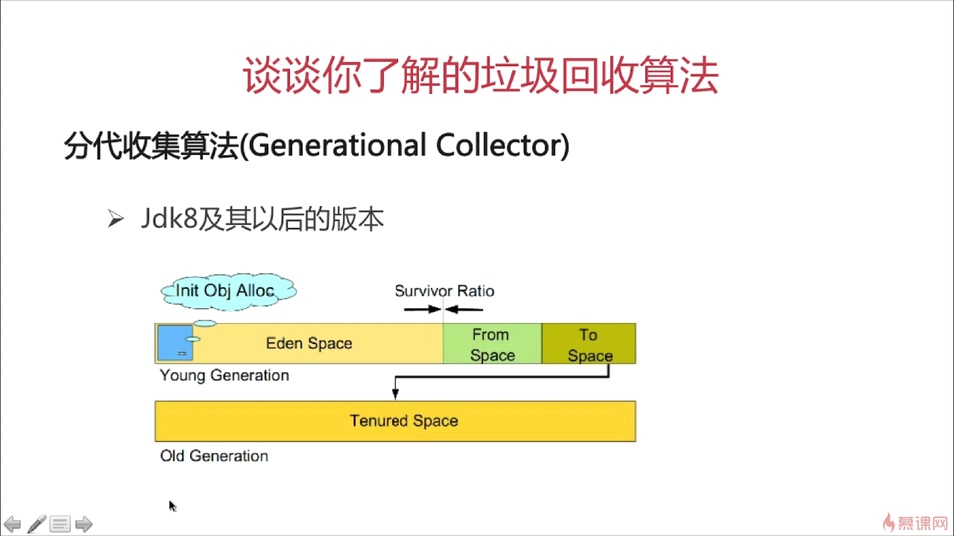 谈谈你了解的垃圾回收算法
分代收集算法(Generational Collector)
Jdk8及其以后的版本
Init Obj Alloc
Survivor Ratio
Eden Space
From
Space
To
Space
Young Generation
Tenured Space
Old Generation
慕课网